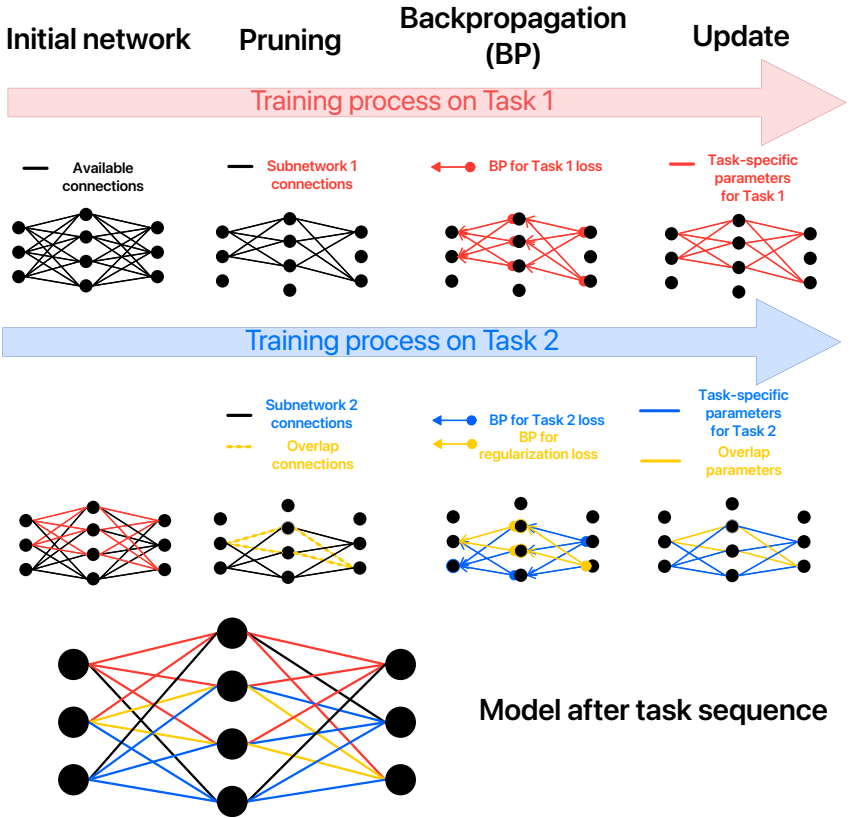 Initial network
Pruning
Backpropagation
(BP)
Update
Training process on Task 1
Available
connections
Subnetwork 1
connections
BP for Task 1 loss
Task-specific
parameters
for Task 1
Training process on Task 2
Subnetwork 2
connections
Overlap
connections
BP for Task 2 loss
BP for
regularization loss
Task-specific
parameters
for Task 2
Overlap
parameters
Model after task sequence